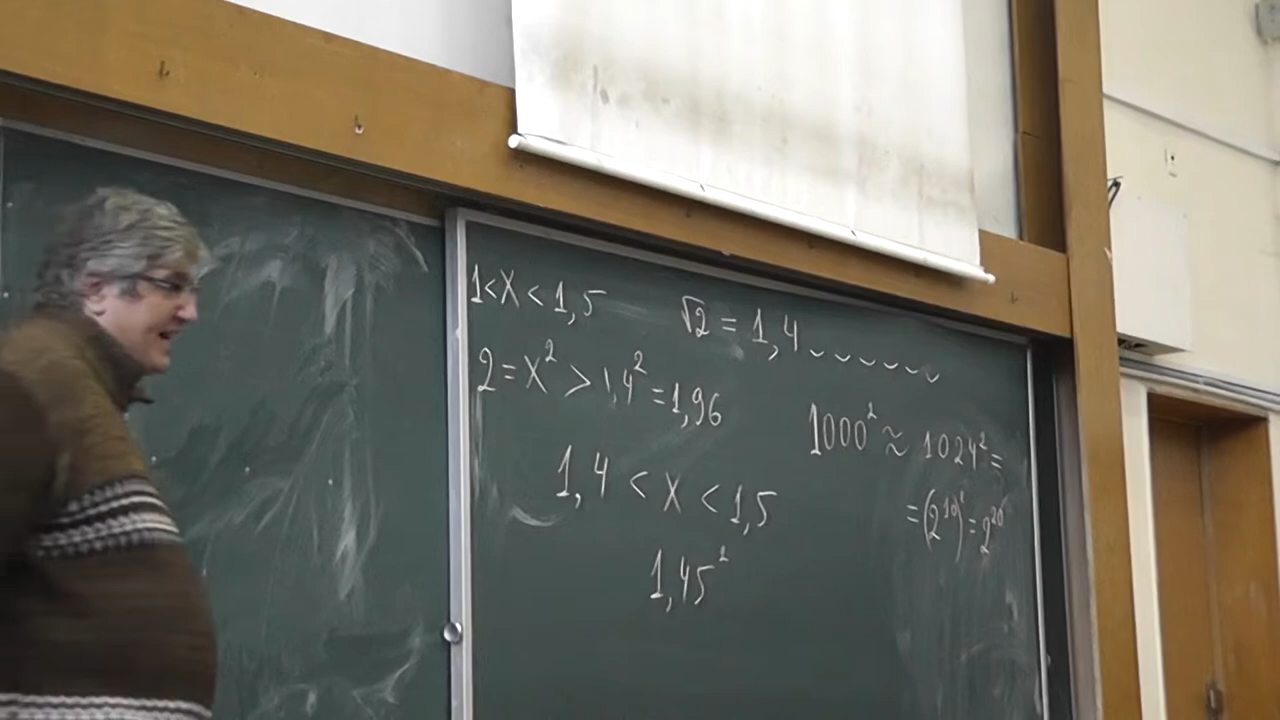 1<x<1,5
2=x²>1,4²=1,96
1,4<x<1,5
1,45²
√2=1,4
1000²≈1024²=
=(2¹⁰)²=2²⁰